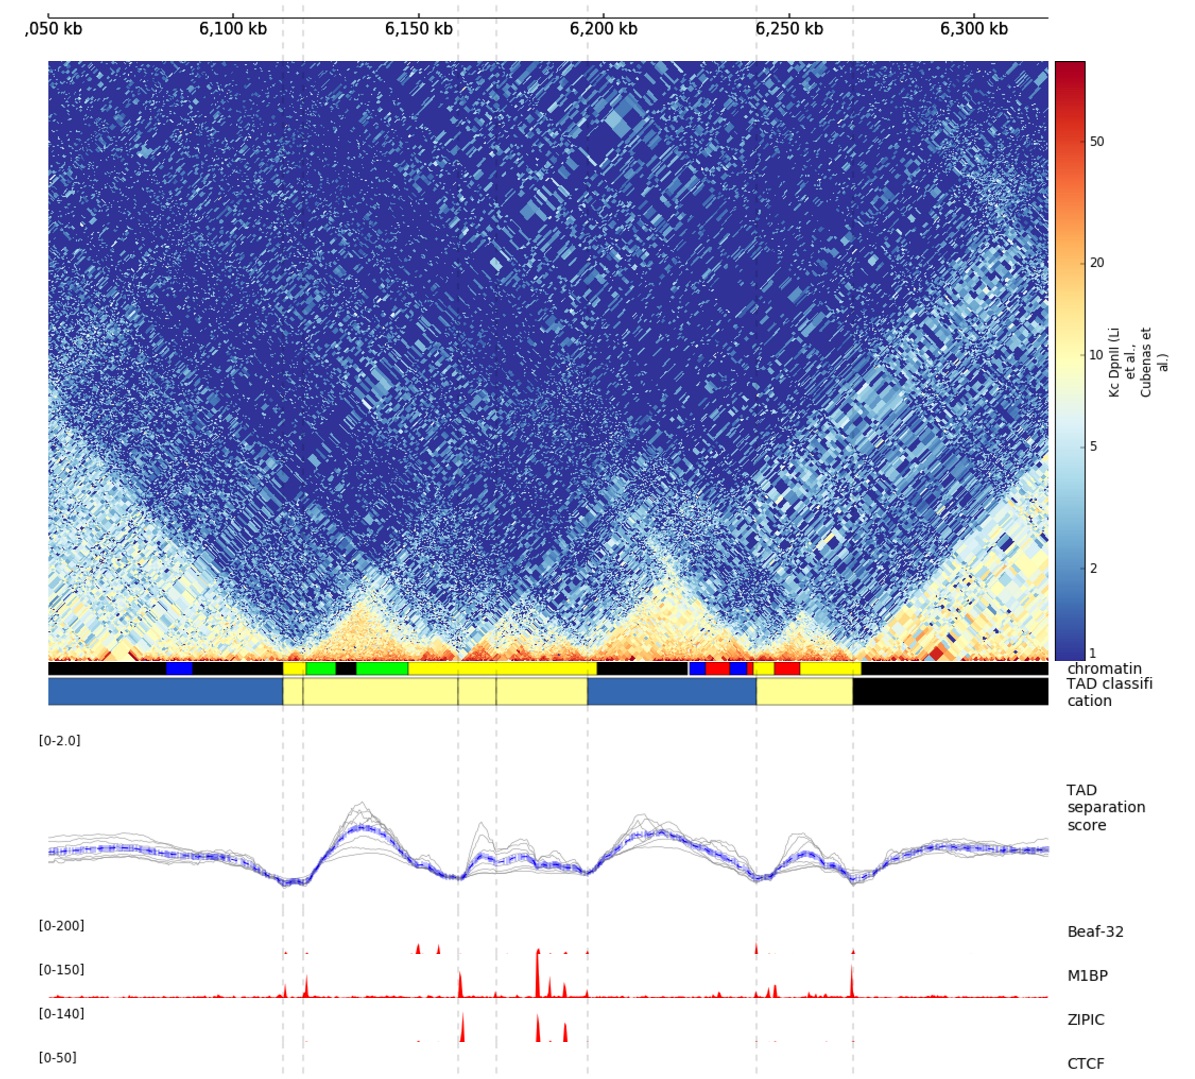 ,050 kb 6,100 kb 6,150 kb 6,200 kb 6,250 kb 6,300 kb
50
20
10
5
2
1
Kc DpnII (Li
et al.,
Cubenas et
al.)
chromatin
TAD classifi
cation
[0-2.0]
TAD
separation
score
[0-200]
Beaf-32
[0-150]
M1BP
[0-140]
ZIPIC
[0-50]
CTCF